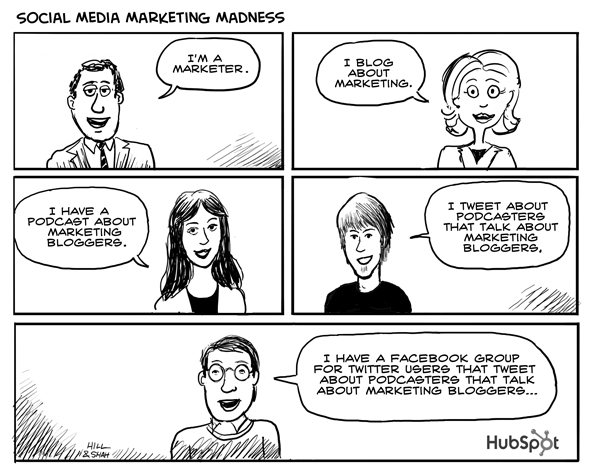 SOCIAL MEDIA MARKETING MADNESS
I'M A
MARKETER.
I BLOG
ABOUT
MARKETING.
I HAVE A
PODCAST ABOUT
MARKETING
BLOGGERS.
I TWEET ABOUT
PODCASTERS
THAT TALK ABOUT
MARKETING
BLOGGERS.
I HAVE A FACEBOOK GROUP
FOR TWITTER USERS THAT TWEET
ABOUT PODCASTERS THAT TALK
ABOUT MARKETING BLOGGERS...
HILL
& SHAH
HubSpot